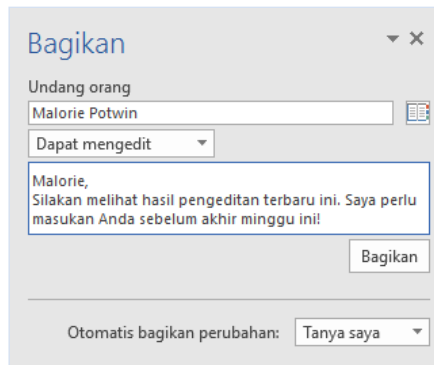 Bagikan
Undang orang
Malorie Potwin
Dapat mengedit
Malorie,
Silakan melihat hasil pengeditan terbaru ini. Saya perlu
masukan Anda sebelum akhir minggu ini!
Bagikan
Otomatis bagikan perubahan: Tanya saya